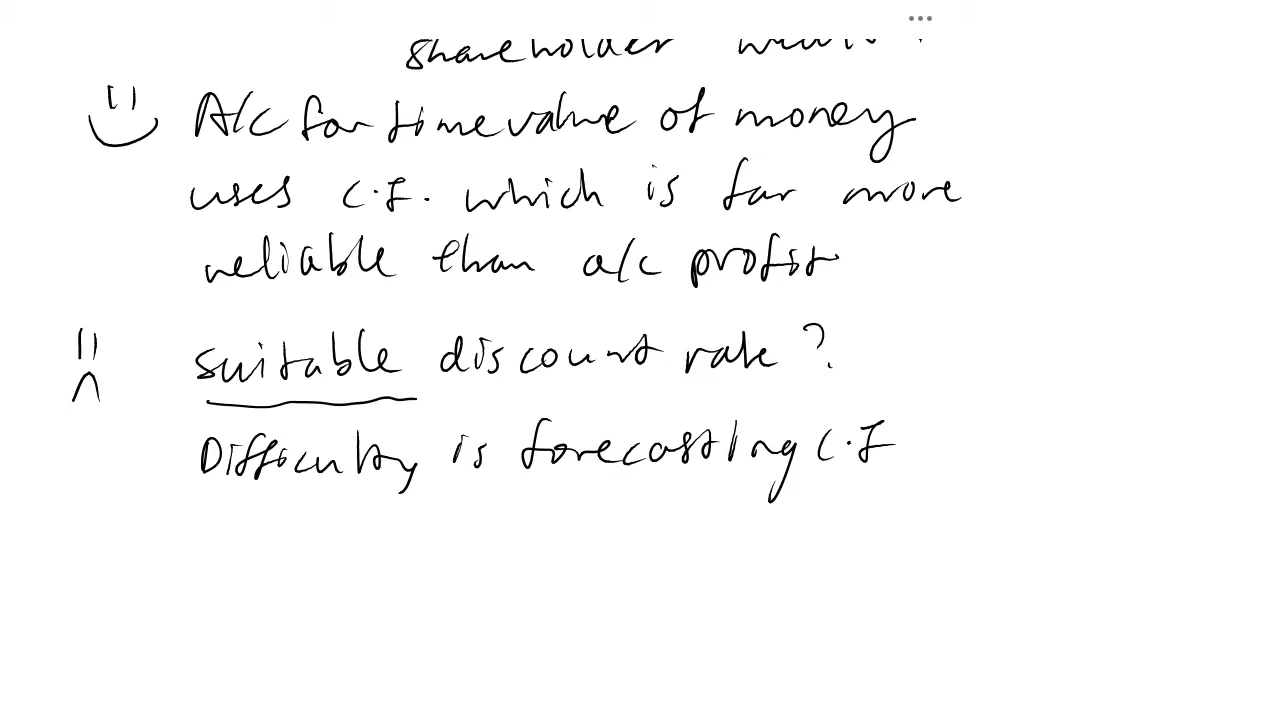 shareholder
A/C for time value of money
uses C.F. which is far more
reliable than a/c profit
suitable discount rate?
Difficulty is forecasting C.F